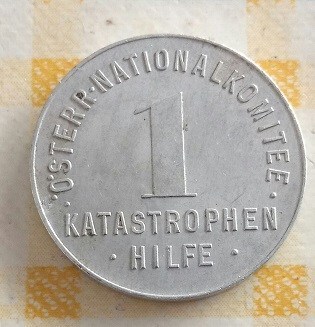 ·ÖSTERR·NATIONALKOMITEE·
1
KATASTROPHEN
·HILFE·